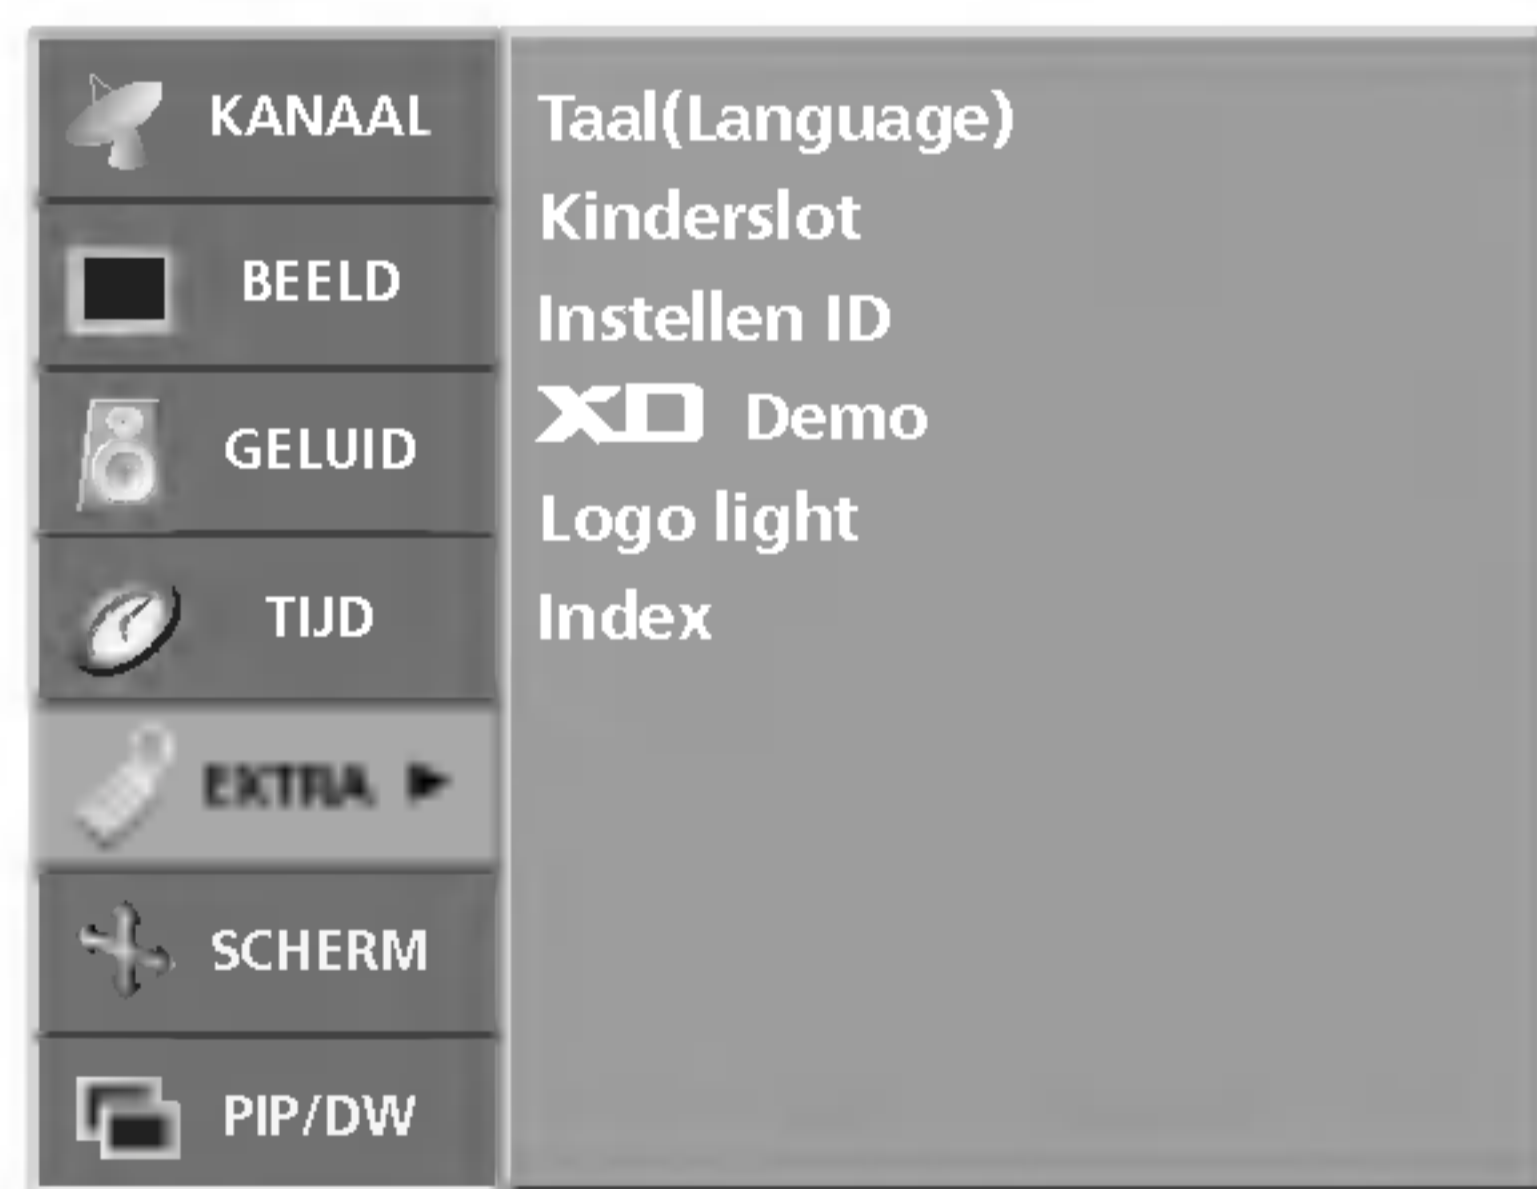 KANAAL
BEELD
GELUID
TIJD
EXTRA ►
SCHERM
PIP/DW
Taal(Language)
Kinderslot
Instellen ID
XD Demo
Logo light
Index